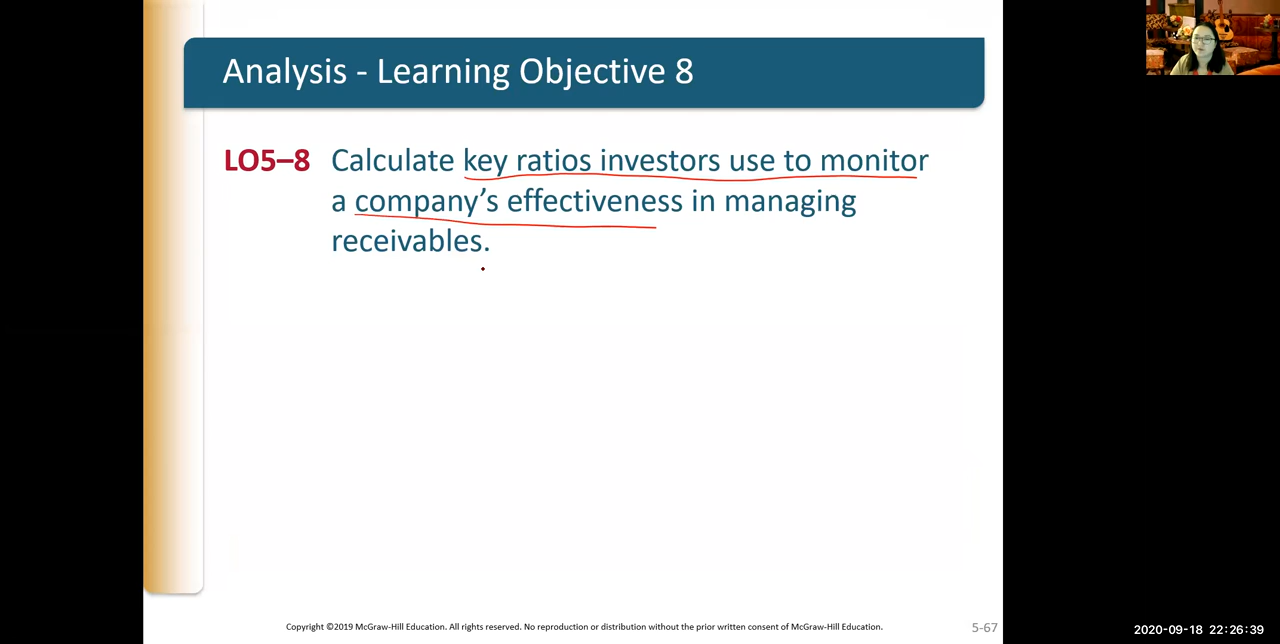 Analysis - Learning Objective 8
LO5–8 Calculate key ratios investors use to monitor
a company’s effectiveness in managing
receivables.
Copyright ©2019 McGraw-Hill Education. All rights reserved. No reproduction or distribution without the prior written consent of McGraw-Hill Education.
5-67
2020-09-18 22:26:39